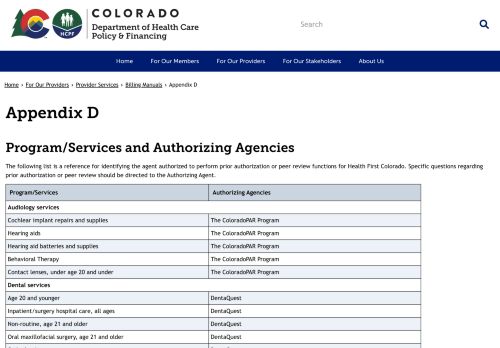 COLORADO
Department of Health Care
Policy & Financing
HCPF
Search
Home
For Our Members
For Our Providers
For Our Stakeholders
About Us
Home › For Our Providers › Provider Services › Billing Manuals › Appendix D
Appendix D
Program/Services and Authorizing Agencies
The following list is a reference for identifying the agent authorized to perform prior authorization or peer review functions for Health First Colorado. Specific questions regarding
prior authorization or peer review should be directed to the Authorizing Agent.
Program/Services Authorizing Agencies
Audiology services
Cochlear implant repairs and supplies The ColoradoPAR Program
Hearing aids The ColoradoPAR Program
Hearing aid batteries and supplies The ColoradoPAR Program
Behavioral Therapy The ColoradoPAR Program
Contact lenses, under age 20 and under The ColoradoPAR Program
Dental services
Age 20 and younger DentaQuest
Inpatient/surgery hospital care, all ages DentaQuest
Non-routine, age 21 and older DentaQuest
Oral maxillofacial surgery, age 21 and older DentaQuest